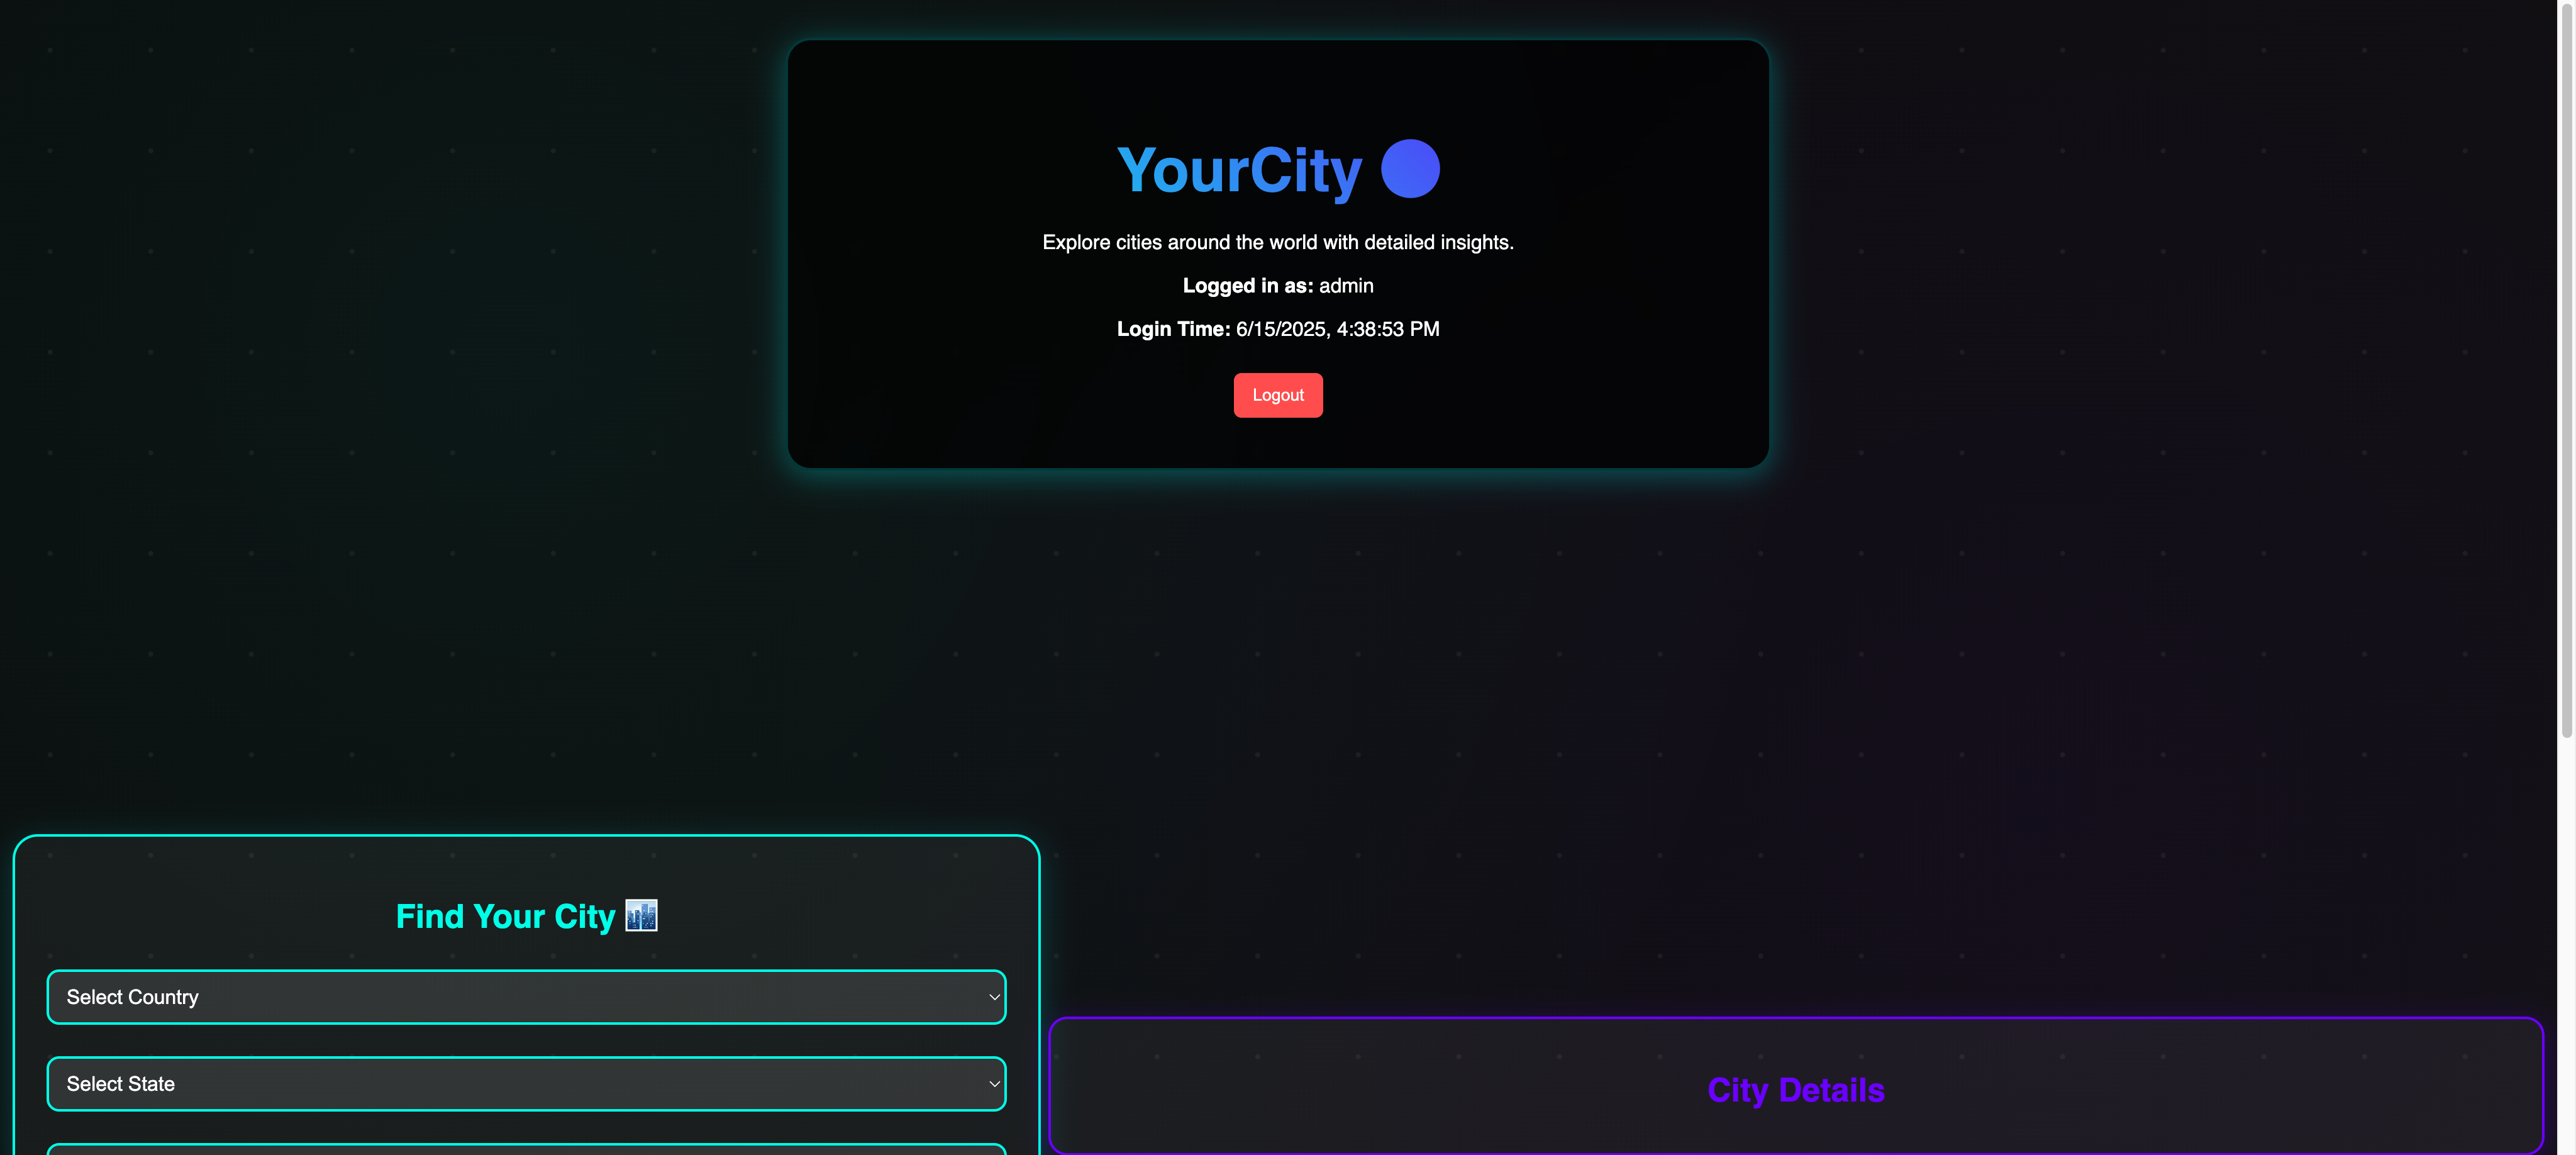 YourCity
Explore cities around the world with detailed insights.
Logged in as: admin
Login Time: 6/15/2025, 4:38:53 PM
Logout
Find Your City
Select Country
Select State
City Details